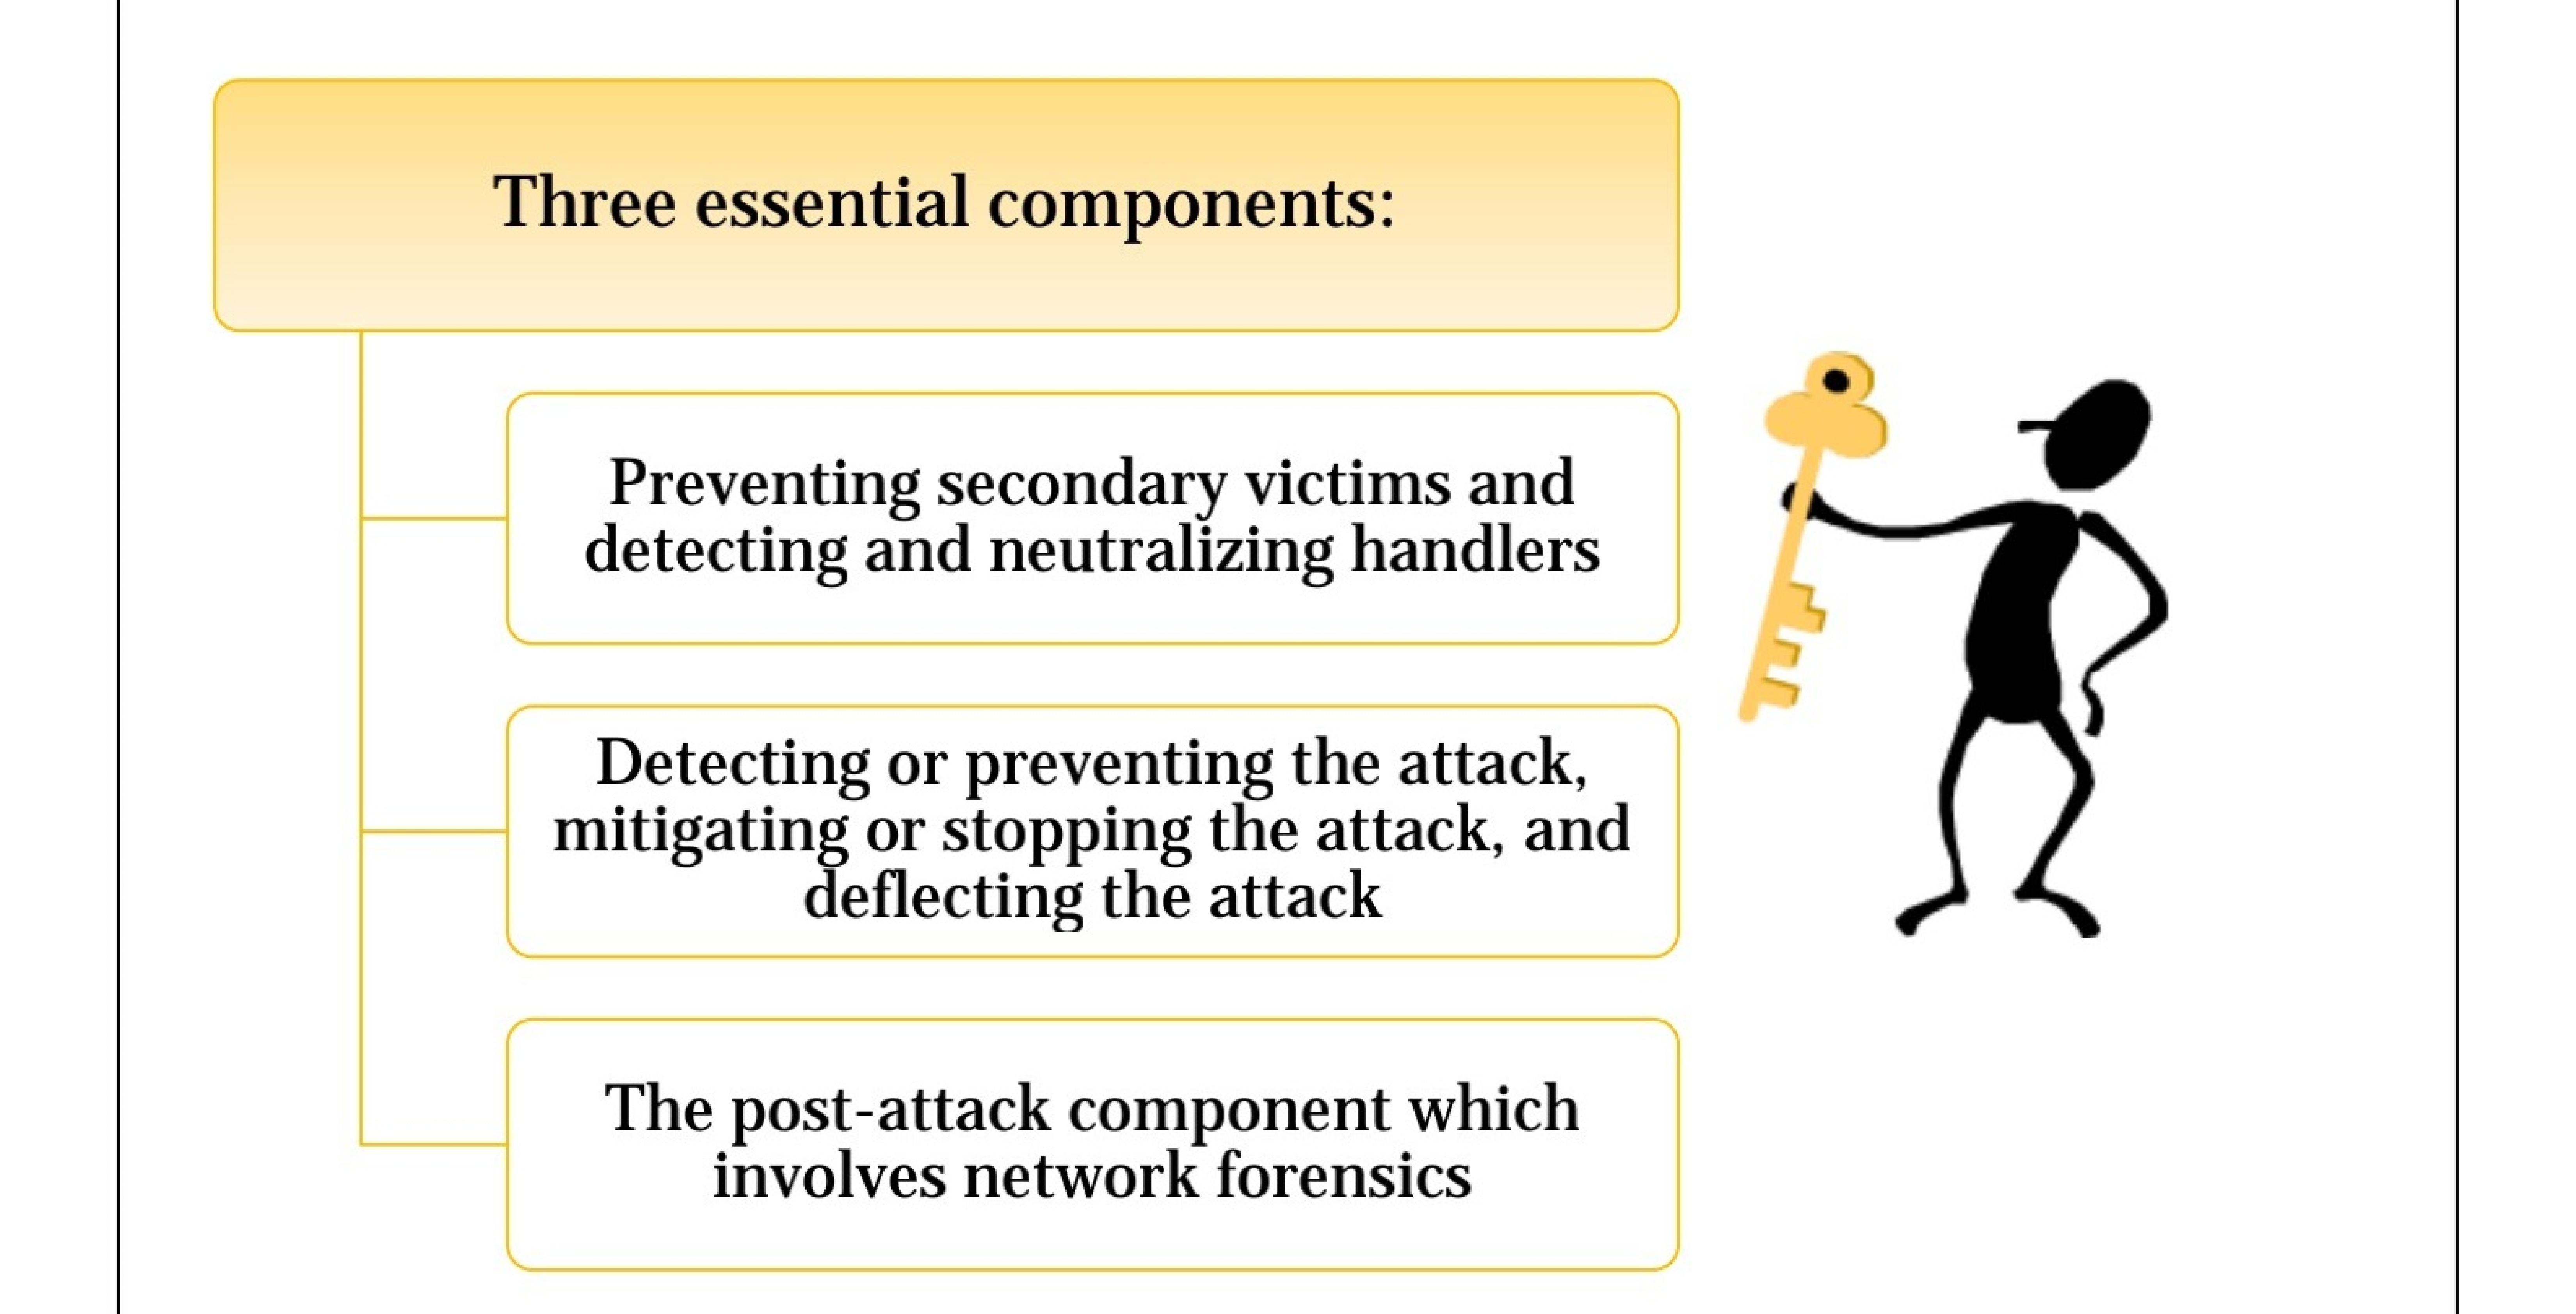 Three essential components:
Preventing secondary victims and
detecting and neutralizing handlers
Detecting or preventing the attack,
mitigating or stopping the attack, and
deflecting the attack
The post-attack component which
involves network forensics